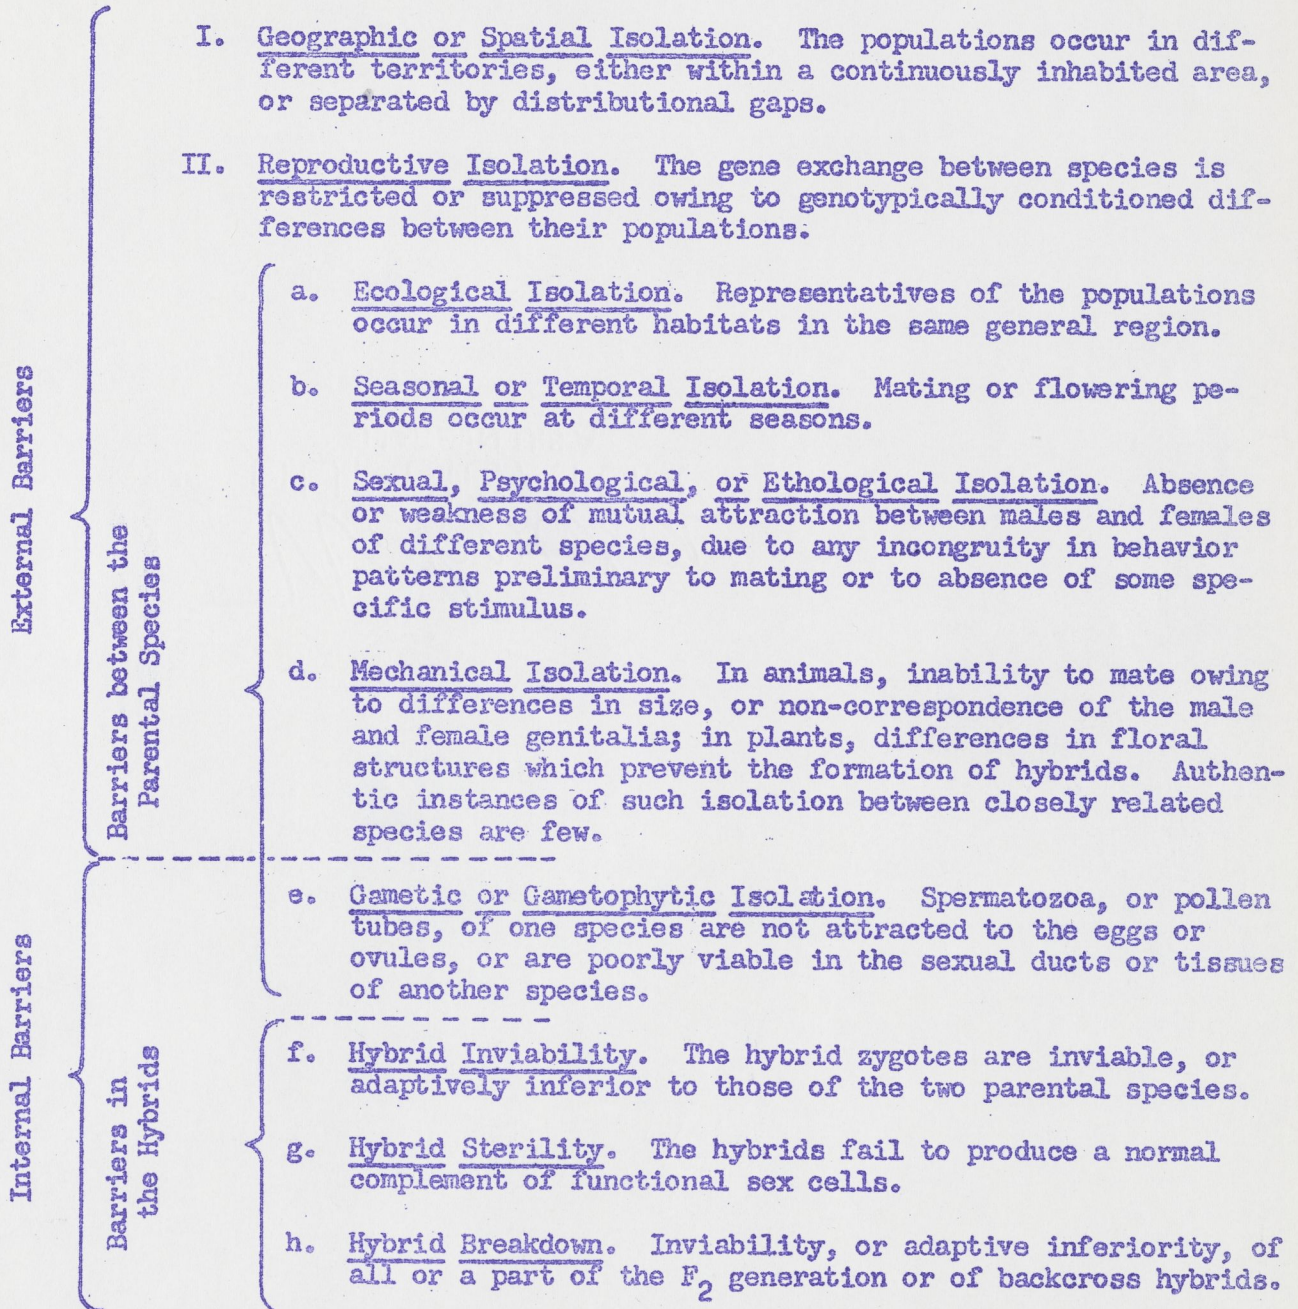 I. Geographic or Spatial Isolation. The populations occur in dif-
ferent territories, either within a continuously inhabited area,
or separated by distributional gaps.
II. Reproductive Isolation. The gene exchange between species is
restricted or suppressed owing to genotypically conditioned dif-
ferences between their populations.
a. Ecological Isolation. Representatives of the populations
occur in different habitats in the same general region.
b. Seasonal or Temporal Isolation. Mating or flowering pe-
riods occur at different seasons.
c. Sexual, Psychological, or Ethological Isolation. Absence
or weakness of mutual attraction between males and females
of different species, due to any incongruity in behavior
patterns preliminary to mating or to absence of some spe-
cific stimulus.
d. Mechanical Isolation. In animals, inability to mate owing
to differences in size, or non-correspondence of the male
and female genitalia; in plants, differences in floral
structures which prevent the formation of hybrids. Authen-
tic instances of such isolation between closely related
species are few.
e. Gametic or Gametophytic Isolation. Spermatozoa, or pollen
tubes, of one species are not attracted to the eggs or
ovules, or are poorly viable in the sexual ducts or tissues
of another species.
f. Hybrid Inviability. The hybrid zygotes are inviable, or
adaptively inferior to those of the two parental species.
g. Hybrid Sterility. The hybrids fail to produce a normal
complement of functional sex cells.
h. Hybrid Breakdown. Inviability, or adaptive inferiority, of
all or a part of the F2 generation or of backcross hybrids.
External Barriers
Barriers between the
Parental Species
Internal Barriers
Barriers in
the Hybrids